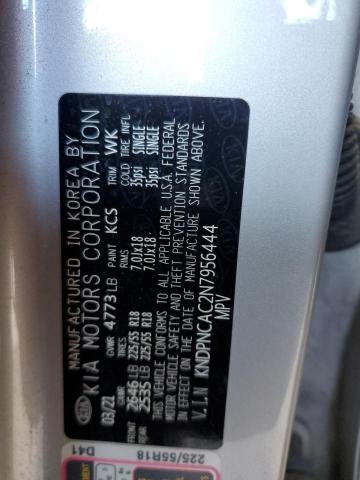 MANUFACTURED IN KOREA BY
KIA MOTORS CORPORATION
03/21 GVWR 4773 LB PAINT KCS TRIM WK
GAWR TIRES RIMS COLD TIRE INFL
FRT 2646 LB 225/55 R18 7.0JX18 35psi SINGLE
REAR 2535 LB 225/55 R18 7.0JX18 35psi SINGLE
THIS VEHICLE CONFORMS TO ALL APPLICABLE U.S.A. FEDERAL
MOTOR VEHICLE SAFETY AND THEFT PREVENTION STANDARDS
IN EFFECT ON THE DATE OF MANUFACTURE SHOWN ABOVE.
V.I.N KNDPNCAC2N7956444
MPV
D41
225/55R18